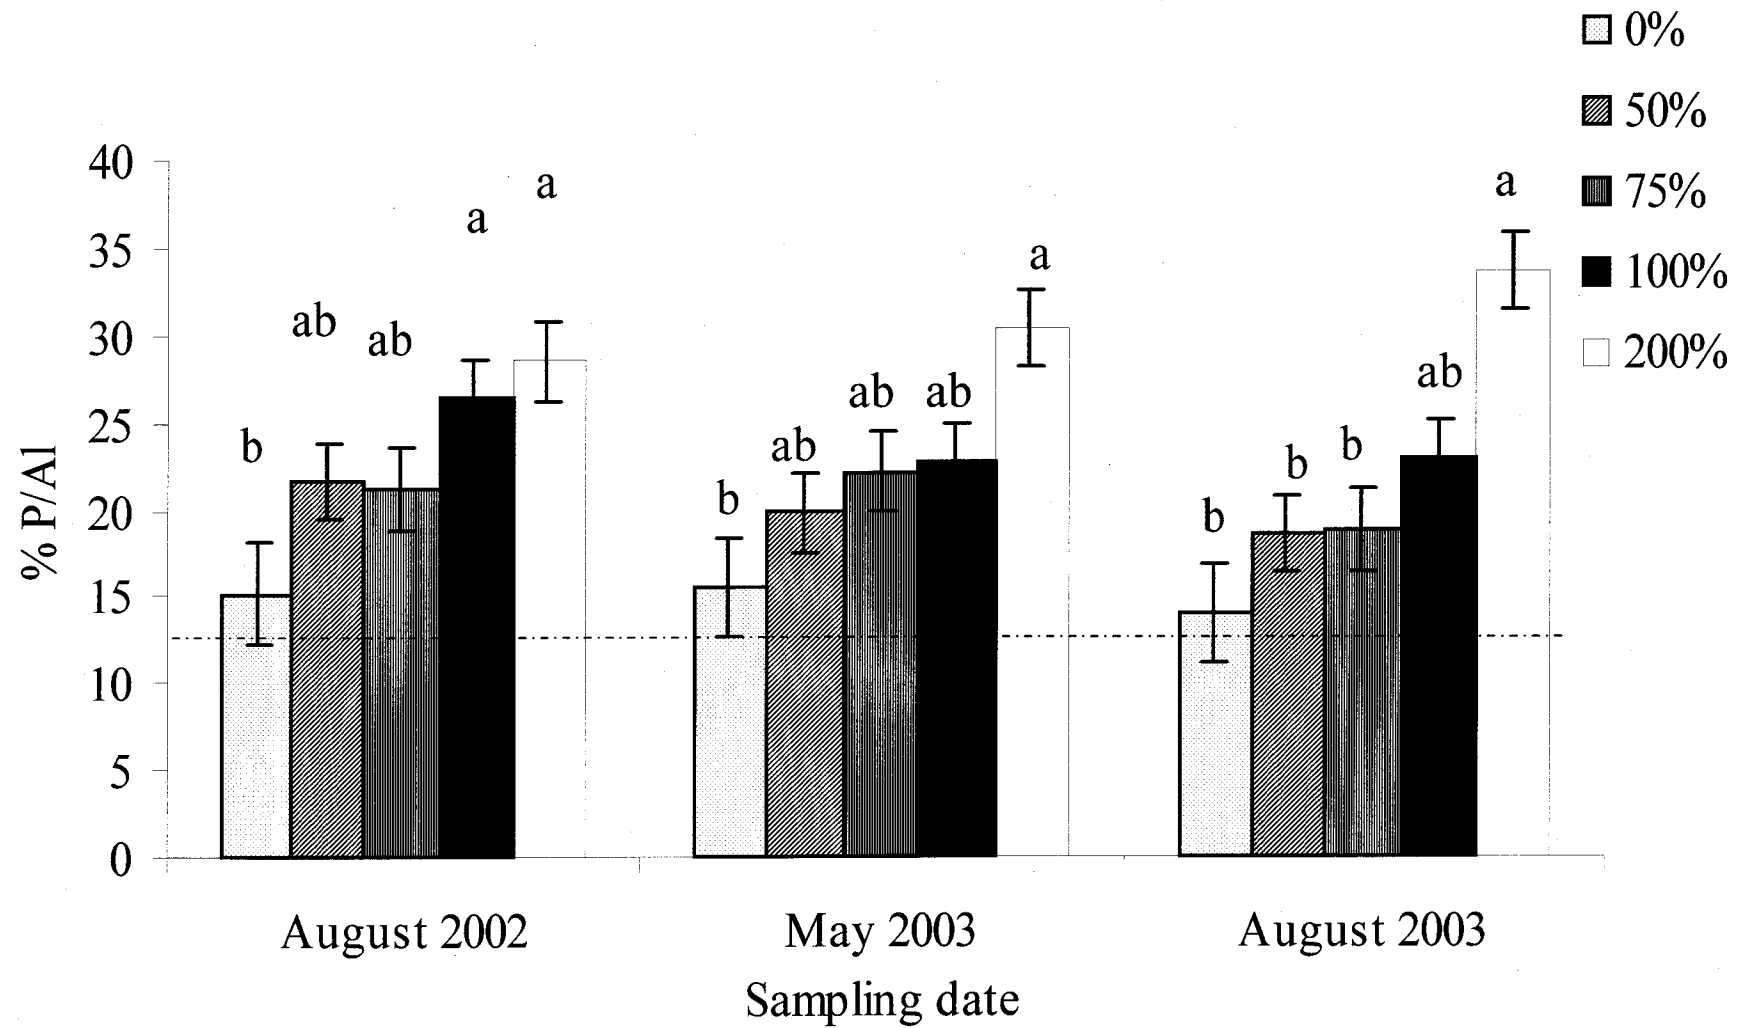 0%
50%
75%
100%
200%
40
35
30
25
20
15
10
5
0
% P/Al
b
ab
ab
a
a
b
ab
ab
ab
a
b
b
b
ab
a
August 2002
May 2003
August 2003
Sampling date